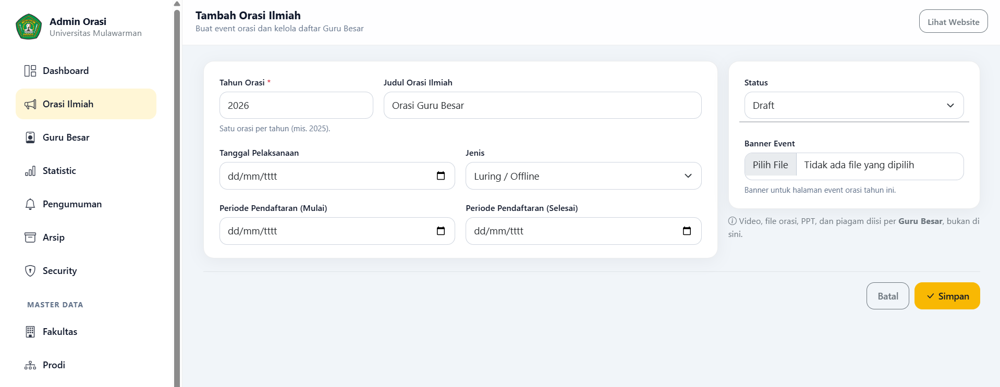 Admin Orasi
Universitas Mulawarman
Dashboard
Orasi Ilmiah
Guru Besar
Statistic
Pengumuman
Arsip
Security
MASTER DATA
Fakultas
Prodi
Tambah Orasi Ilmiah
Buat event orasi dan kelola daftar Guru Besar
Lihat Website
Tahun Orasi *
2026
Satu orasi per tahun (mis. 2025).
Judul Orasi Ilmiah
Orasi Guru Besar
Tanggal Pelaksanaan
dd/mm/tttt
Jenis
Luring / Offline
Periode Pendaftaran (Mulai)
dd/mm/tttt
Periode Pendaftaran (Selesai)
dd/mm/tttt
Status
Draft
Banner Event
Pilih File Tidak ada file yang dipilih
Banner untuk halaman event orasi tahun ini.
Video, file orasi, PPT, dan piagam diisi per Guru Besar, bukan di
sini.
Batal
Simpan